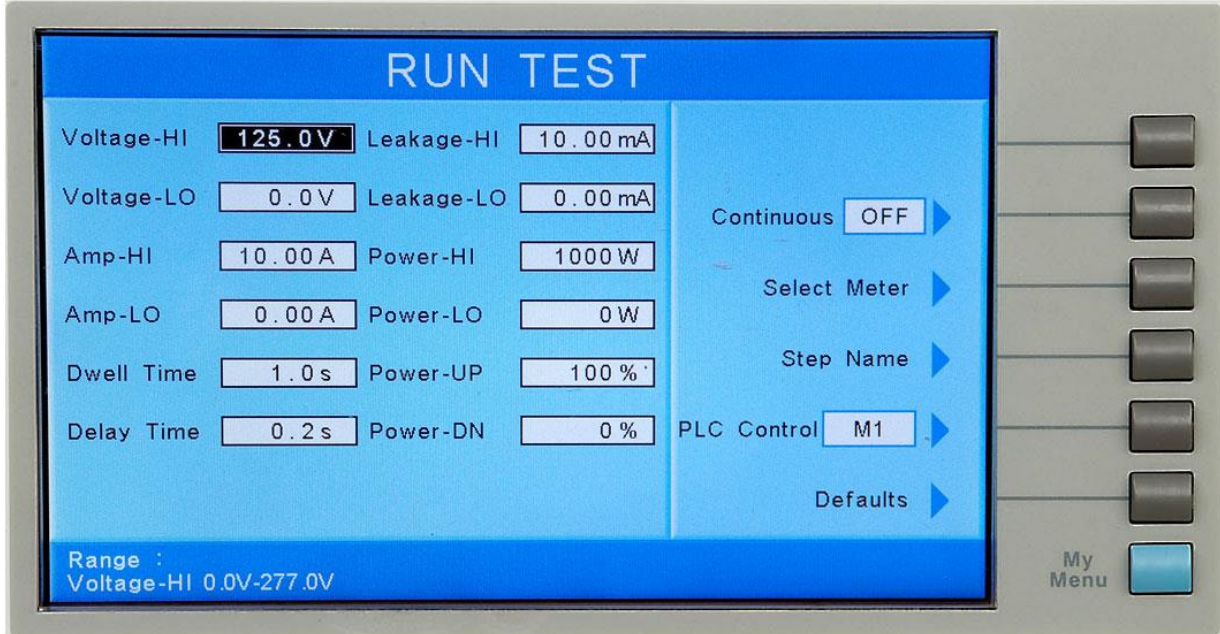 RUN TEST
Voltage-HI 125.0V Leakage-HI 10.00mA
Voltage-LO 0.0V Leakage-LO 0.00mA
Continuous OFF
Amp-HI 10.00A Power-HI 1000W
Select Meter
Amp-LO 0.00A Power-LO 0W
Step Name
Dwell Time 1.0s Power-UP 100%
Delay Time 0.2s Power-DN 0%
PLC Control M1
Defaults
Range :
Voltage-HI 0.0V-277.0V
My
Menu